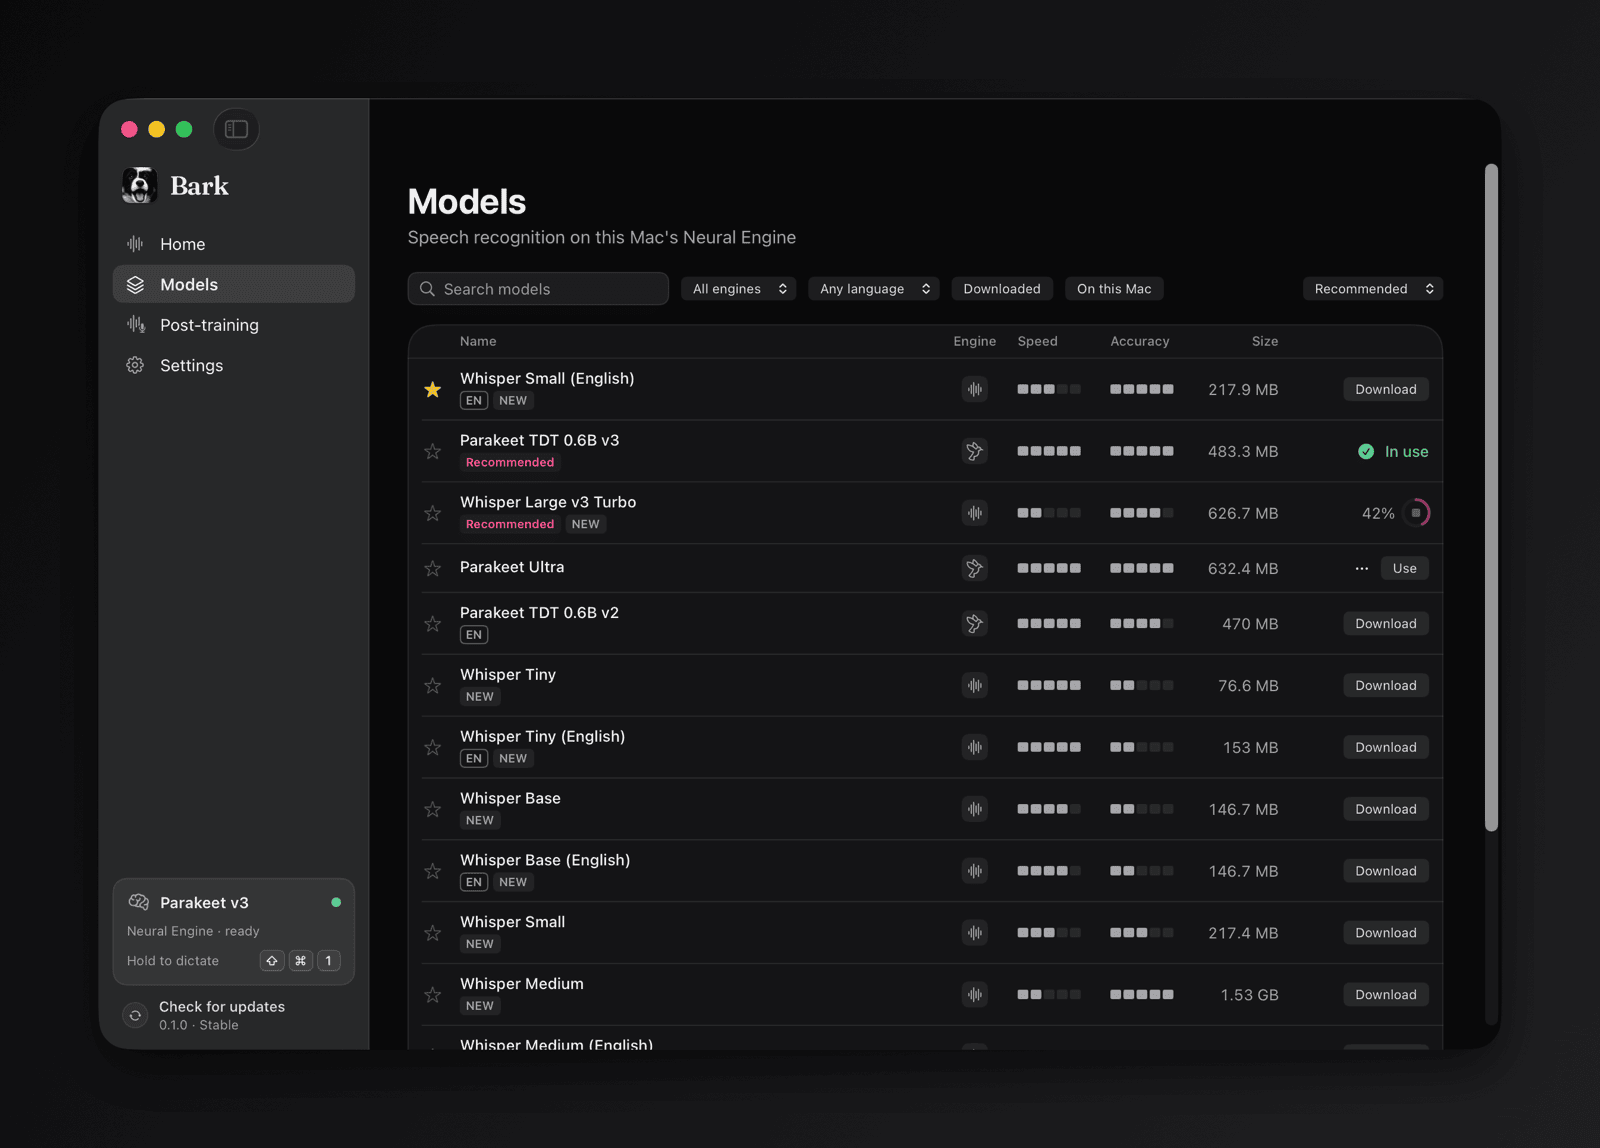 Bark
Home
Models
Post-training
Settings
Parakeet v3
Neural Engine · ready
Hold to dictate ⇧ ⌘ 1
Check for updates
0.1.0 · Stable
Models
Speech recognition on this Mac's Neural Engine
Search models All engines Any language Downloaded On this Mac Recommended
Name Engine Speed Accuracy Size
Whisper Small (English)
EN NEW
217.9 MB Download
Parakeet TDT 0.6B v3
Recommended
483.3 MB In use
Whisper Large v3 Turbo
Recommended NEW
626.7 MB 42%
Parakeet Ultra
632.4 MB ··· Use
Parakeet TDT 0.6B v2
EN
470 MB Download
Whisper Tiny
NEW
76.6 MB Download
Whisper Tiny (English)
EN NEW
153 MB Download
Whisper Base
NEW
146.7 MB Download
Whisper Base (English)
EN NEW
146.7 MB Download
Whisper Small
NEW
217.4 MB Download
Whisper Medium
NEW
1.53 GB Download
Whisper Medium (English)